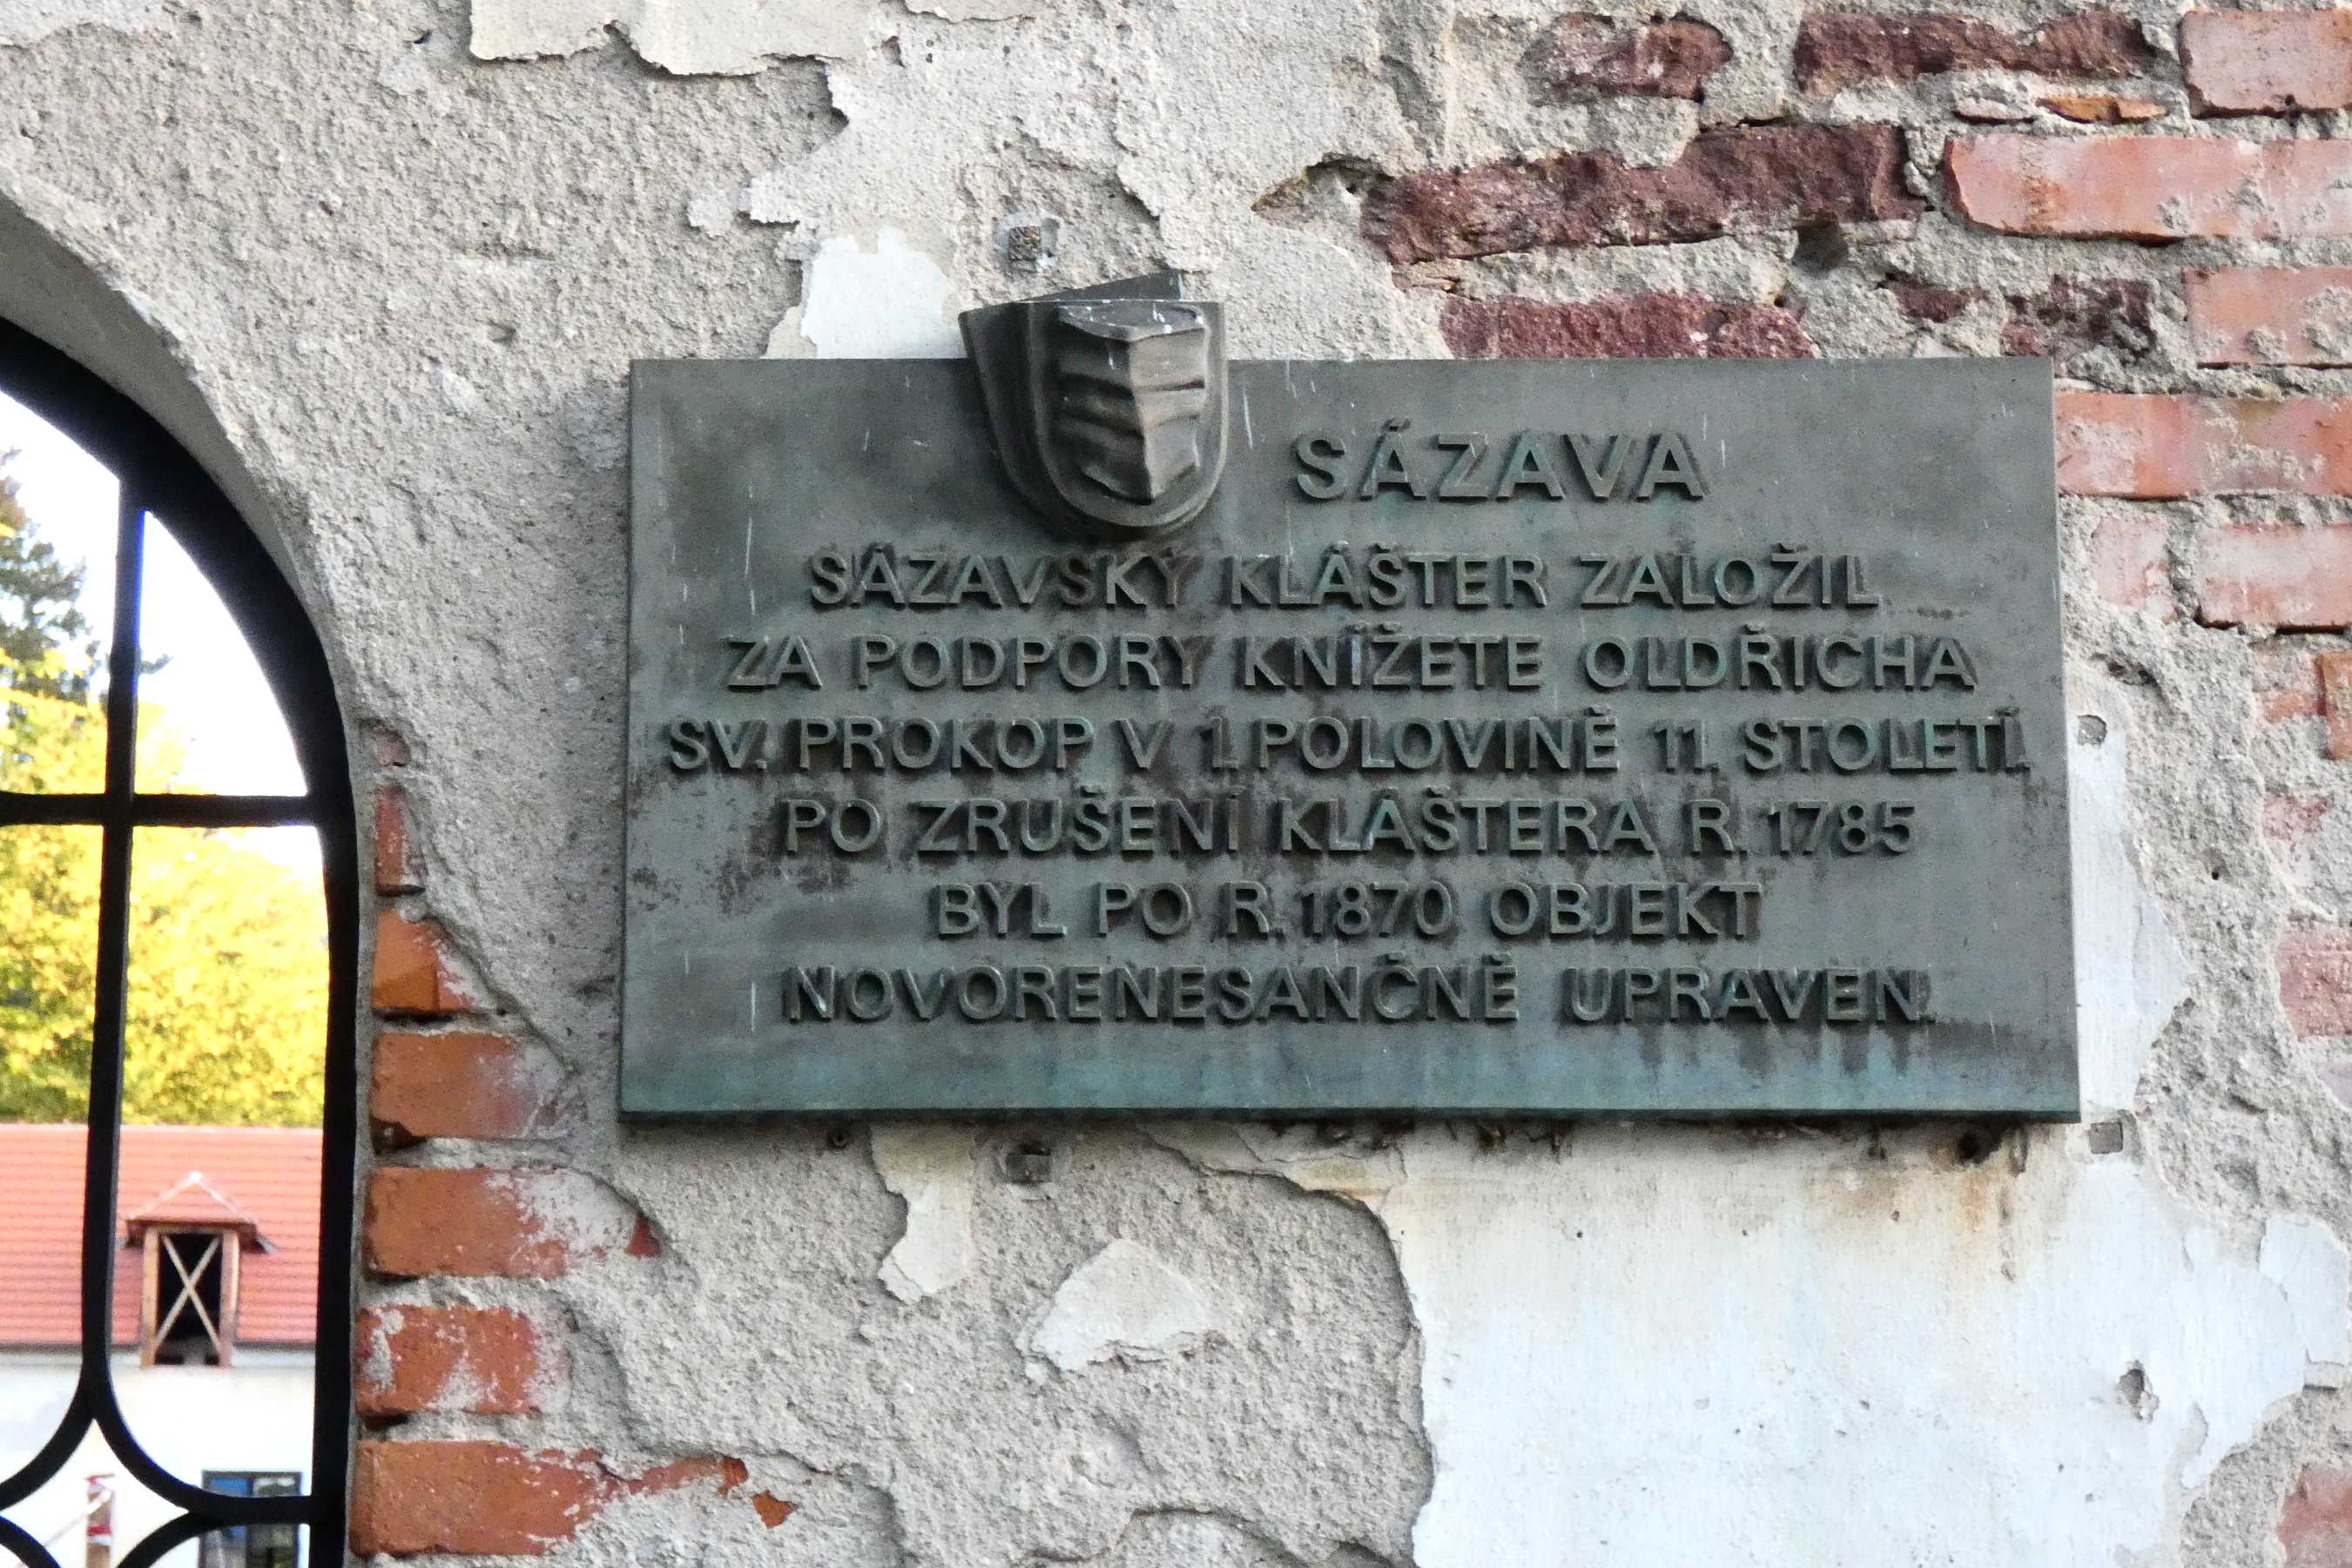 SÁZAVA
SÁZAVSKÝ KLÁŠTER ZALOŽIL
ZA PODPORY KNÍŽETE OLDŘICHA
SV. PROKOP V 1. POLOVINĚ 11. STOLETÍ.
PO ZRUŠENÍ KLÁŠTERA R. 1785
BYL PO R. 1870 OBJEKT
NOVORENESANČNĚ UPRAVEN.